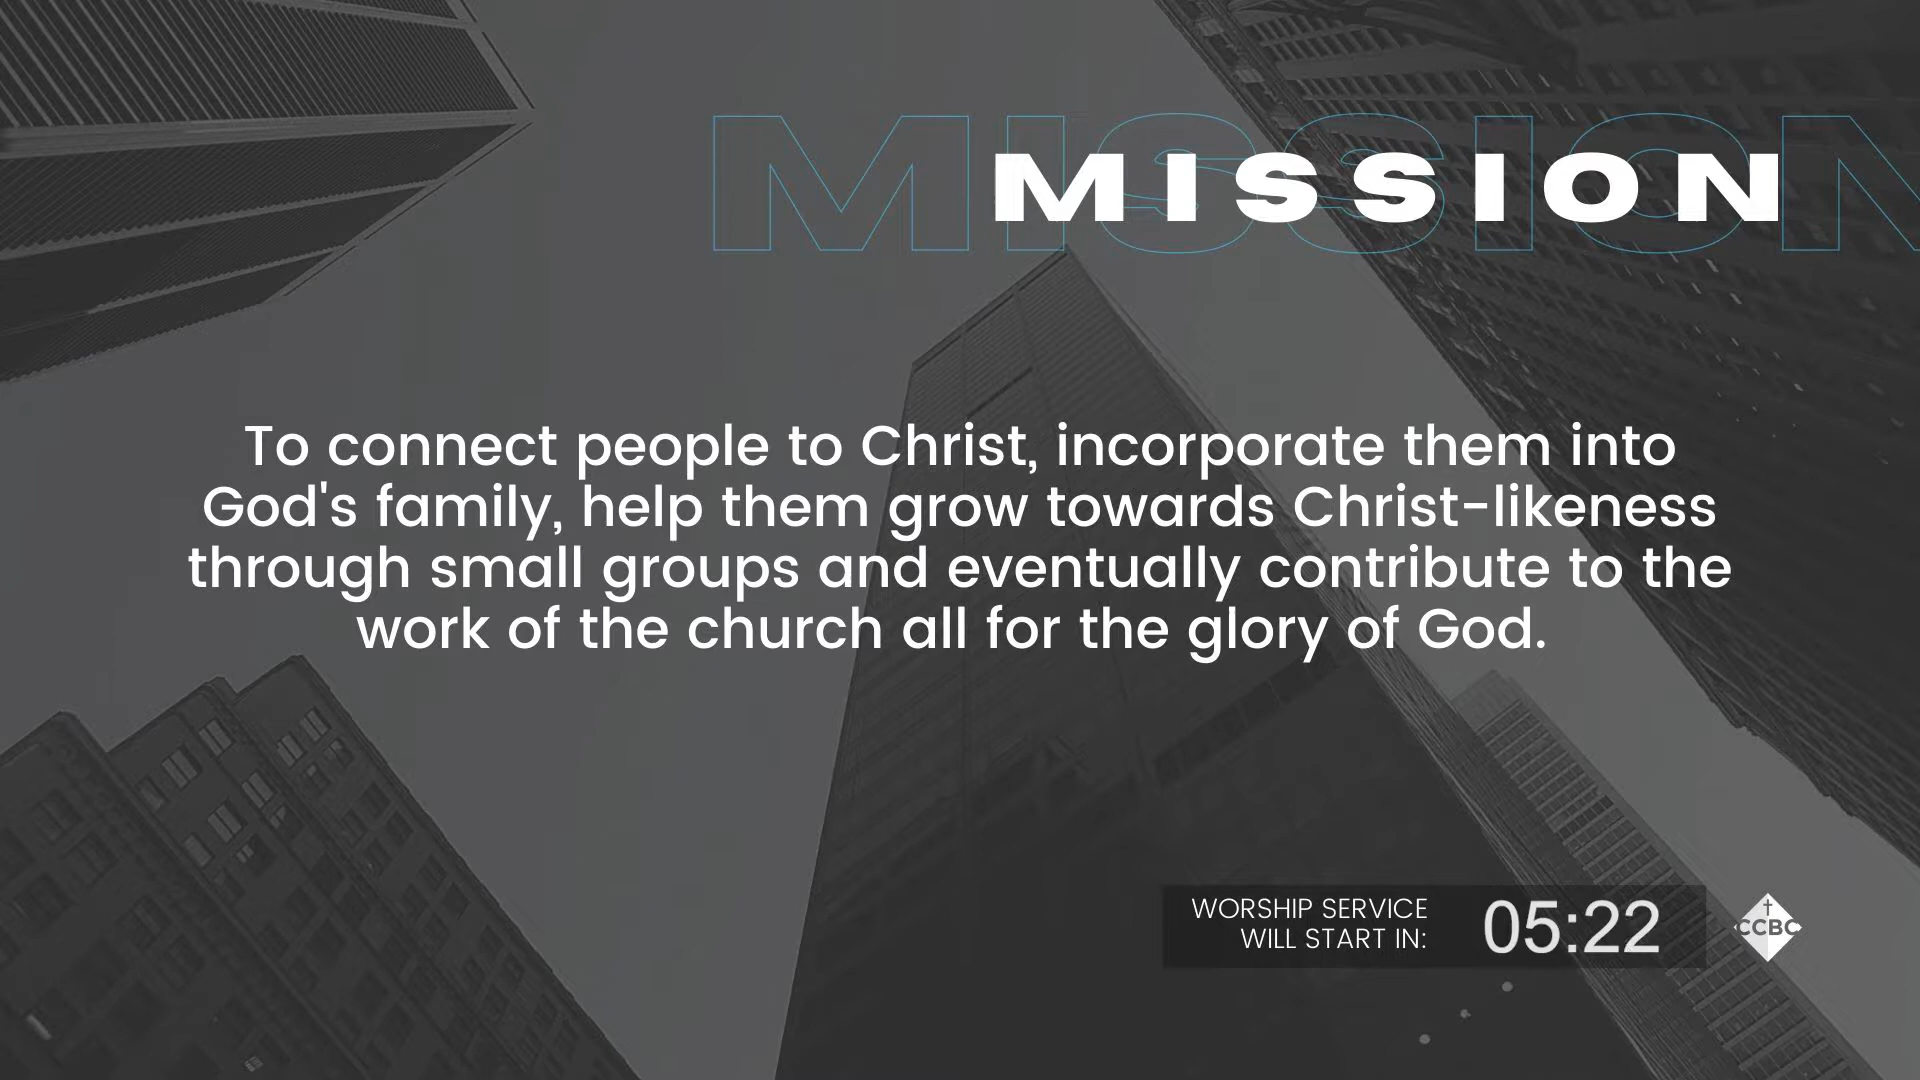 MISSION
MISSION
To connect people to Christ, incorporate them into
God's family, help them grow towards Christ-likeness
through small groups and eventually contribute to the
work of the church all for the glory of God.
WORSHIP SERVICE
WILL START IN:
05:22
CCBC